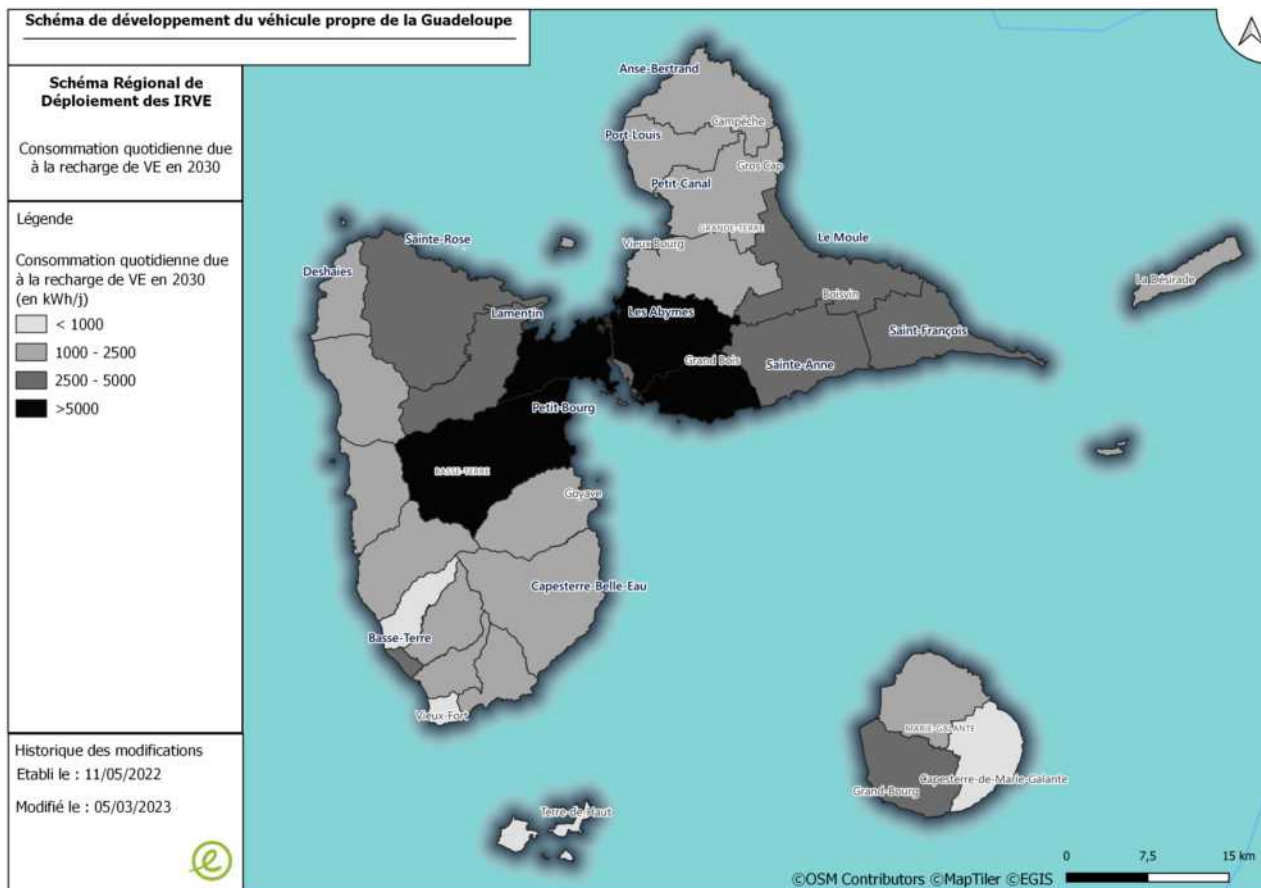 Schéma de développement du véhicule propre de la Guadeloupe
Schéma Régional de
Déploiement des IRVE
Consommation quotidienne due
à la recharge de VE en 2030
Légende
Consommation quotidienne due
à la recharge de VE en 2030
(en kWh/j)
< 1000
1000 - 2500
2500 - 5000
>5000
Historique des modifications
Etabli le : 11/05/2022
Modifié le : 05/03/2023
Anse-Bertrand
Campêche
Port-Louis
Gros Cap
Petit-Canal
GRANDE-TERRE
Le Moule
Sainte-Rose
Vieux Bourg
Deshaies
La Désirade
Boisvin
Lamentin
Les Abymes
Saint-François
Grand Bois
Sainte-Anne
Petit-Bourg
BASSE-TERRE
Goyave
Capesterre-Belle-Eau
Basse-Terre
Vieux-Fort
MARIE-GALANTE
Capesterre-de-Marie-Galante
Grand-Bourg
Terre-de-Haut
0 7,5 15 km
©OSM Contributors ©MapTiler ©EGIS